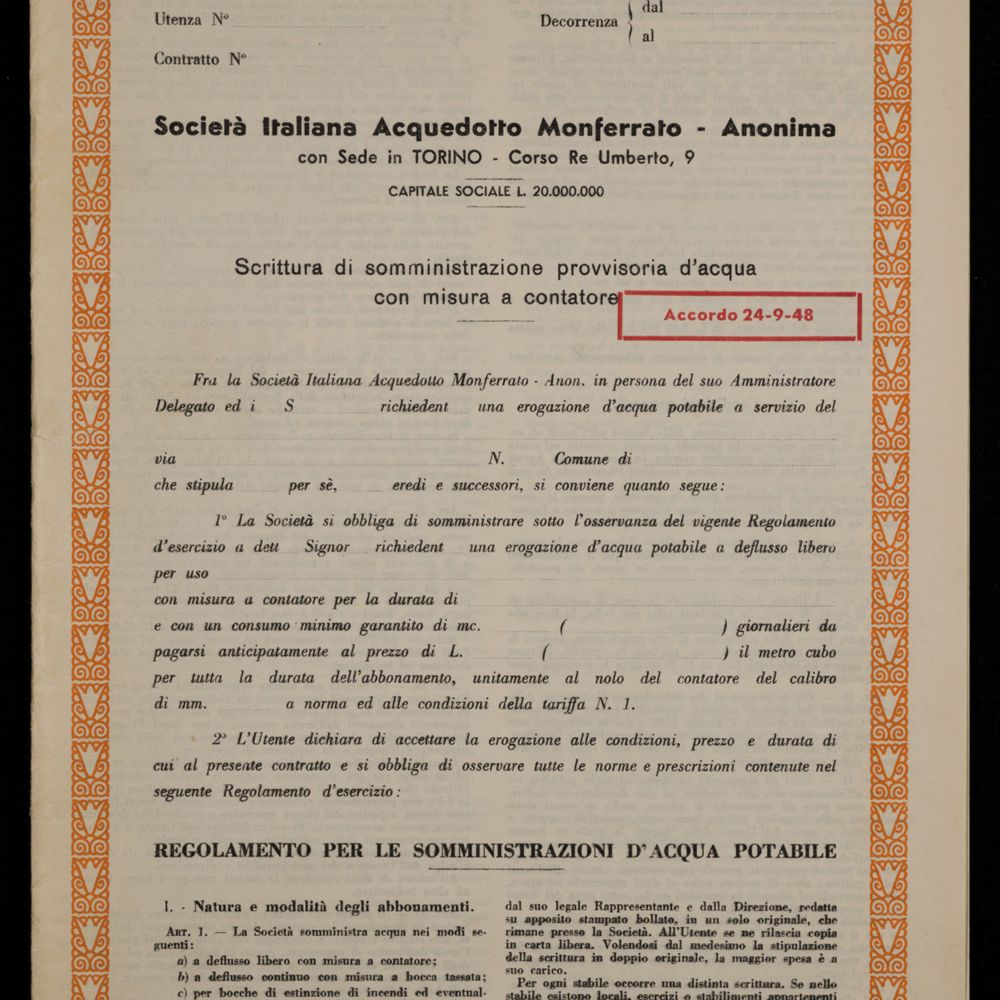 Utenza N°
Decorrenza { dal
al
Contratto N°
Società Italiana Acquedotto Monferrato - Anonima
con Sede in TORINO - Corso Re Umberto, 9
CAPITALE SOCIALE L. 20.000.000
Scrittura di somministrazione provvisoria d'acqua
con misura a contatore
Accordo 24-9-48
Fra la Società Italiana Acquedotto Monferrato - Anon. in persona del suo Amministratore
Delegato ed i S richiedent una erogazione d'acqua potabile a servizio del
via N. Comune di
che stipula per sè, eredi e successori, si conviene quanto segue:
1° La Società si obbliga di somministrare sotto l'osservanza del vigente Regolamento
d'esercizio a dett Signor richiedent una erogazione d'acqua potabile a deflusso libero
per uso
con misura a contatore per la durata di
e con un consumo minimo garantito di mc. ( ) giornalieri da
pagarsi anticipatamente al prezzo di L. ( ) il metro cubo
per tutta la durata dell'abbonamento, unitamente al nolo del contatore del calibro
di mm. a norma ed alle condizioni della tariffa N. 1.
2° L'Utente dichiara di accettare la erogazione alle condizioni, prezzo e durata di
cui al presente contratto e si obbliga di osservare tutte le norme e prescrizioni contenute nel
seguente Regolamento d'esercizio:
REGOLAMENTO PER LE SOMMINISTRAZIONI D'ACQUA POTABILE
I. - Natura e modalità degli abbonamenti.
ART. 1. — La Società somministra acqua nei modi se-
guenti:
a) a deflusso libero con misura a contatore;
b) a deflusso continuo con misura a bocca tassata;
c) per bocche di estinzione di incendi ed eventual-
dal suo legale Rappresentante e dalla Direzione, redatta
su apposito stampato bollato, in un solo originale, che
rimane presso la Società. All'Utente se ne rilascia copia
in carta libera. Volendosi dal medesimo la stipulazione
della scrittura in doppio originale, la maggior spesa è a
suo carico.
Per ogni stabile occorre una distinta scrittura. Se nello
stabile esistono locali, esercizi o stabilimenti appartenenti